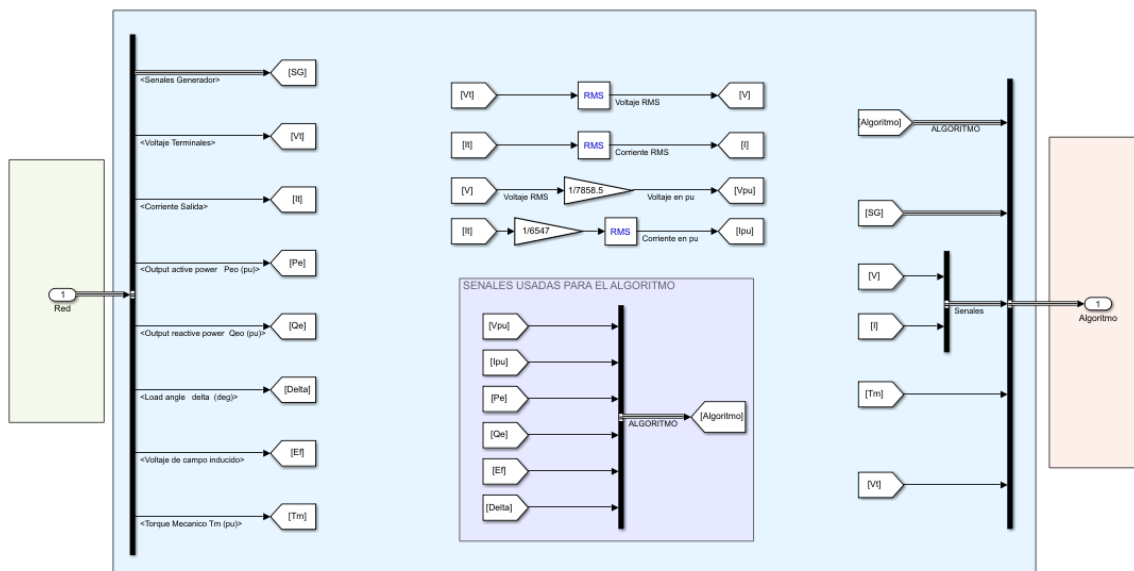 [SG]
<Senales Generador>
[Vt]
<Voltaje Terminales>
[It]
<Corriente Salida>
[Pe]
<Output active power Peo (pu)>
1
Red
[Qe]
<Output reactive power Qeo (pu)>
[Delta]
<Load angle delta (deg)>
[Ef]
<Voltaje de campo inducido>
[Tm]
<Torque Mecanico Tm (pu)>
[Vt] RMS Voltaje RMS [V]
[It] RMS Corriente RMS [I]
[V] Voltaje RMS 1/7858.5 Voltaje en pu [Vpu]
[It] 1/6547 RMS Corriente en pu [Ipu]
SENALES USADAS PARA EL ALGORITMO
[Vpu]
[Ipu]
[Pe]
[Qe]
[Ef]
[Delta]
ALGORITMO [Algoritmo]
[Algoritmo] ALGORITMO
[SG]
[V]
[I]
Senales
[Tm]
[Vt]
1
Algoritmo